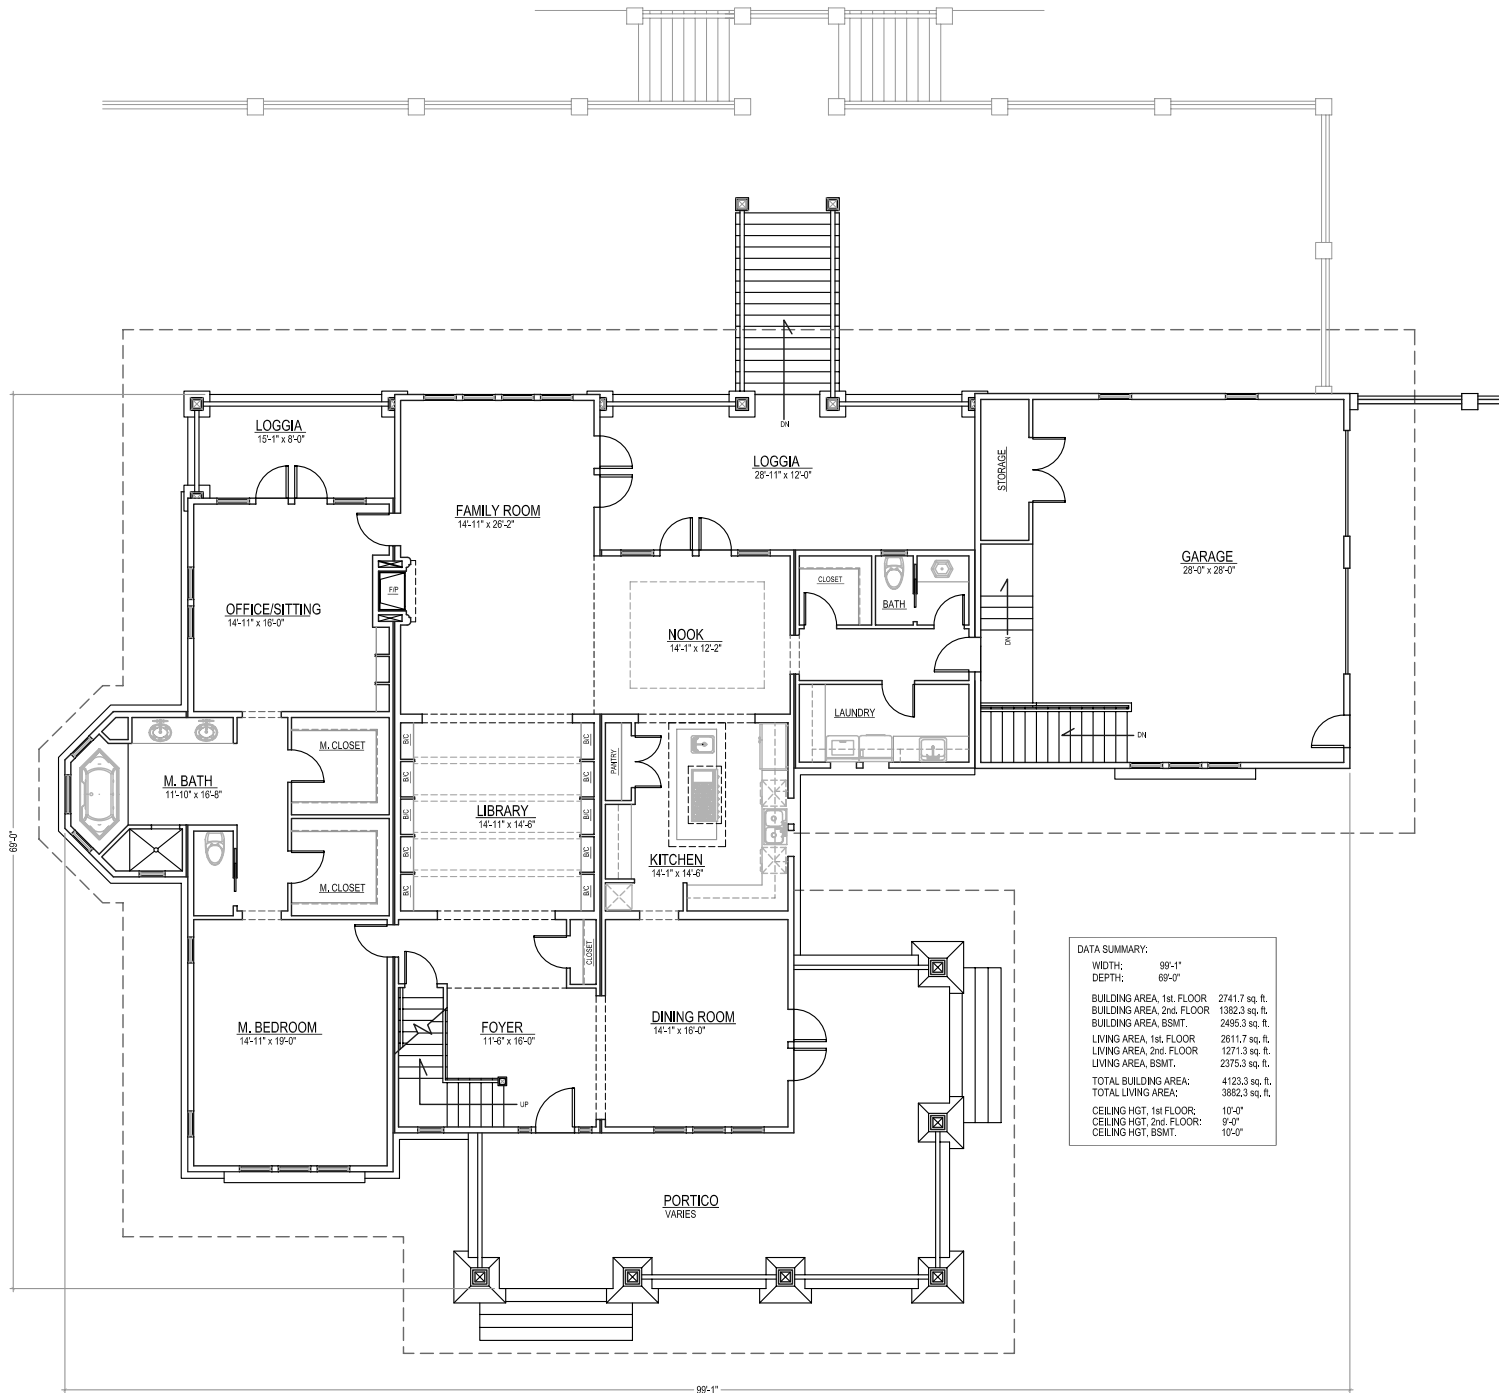 DN
LOGGIA
15'-1" x 8'-0"
LOGGIA
28'-11" x 12'-0"
STORAGE
FAMILY ROOM
14'-11" x 26'-2"
GARAGE
28'-0" x 28'-0"
CLOSET
F/P
BATH
OFFICE/SITTING
14'-11" x 16'-0"
NOOK
14'-1" x 12'-2"
DN
LAUNDRY
DN
B/C
B/C
M. CLOSET
PANTRY
B/C
B/C
M. BATH
11'-10" x 16'-8"
LIBRARY
14'-11" x 14'-6"
B/C
B/C
69'-0"
KITCHEN
14'-1" x 14'-6"
B/C
B/C
M. CLOSET
B/C
B/C
CLOSET
M. BEDROOM
14'-11" x 19'-0"
FOYER
11'-6" x 16'-0"
DINING ROOM
14'-1" x 16'-0"
UP
PORTICO
VARIES
DATA SUMMARY:
WIDTH: 99'-1"
DEPTH: 69'-0"
BUILDING AREA, 1st. FLOOR 2741.7 sq. ft.
BUILDING AREA, 2nd. FLOOR 1382.3 sq. ft.
BUILDING AREA, BSMT. 2495.3 sq. ft.
LIVING AREA, 1st. FLOOR 2611.7 sq. ft.
LIVING AREA, 2nd. FLOOR 1271.3 sq. ft.
LIVING AREA, BSMT. 2375.3 sq. ft.
TOTAL BUILDING AREA: 4123.3 sq. ft.
TOTAL LIVING AREA: 3882.3 sq. ft.
CEILING HGT, 1st FLOOR: 10'-0"
CEILING HGT, 2nd. FLOOR: 9'-0"
CEILING HGT, BSMT. 10'-0"
99'-1"